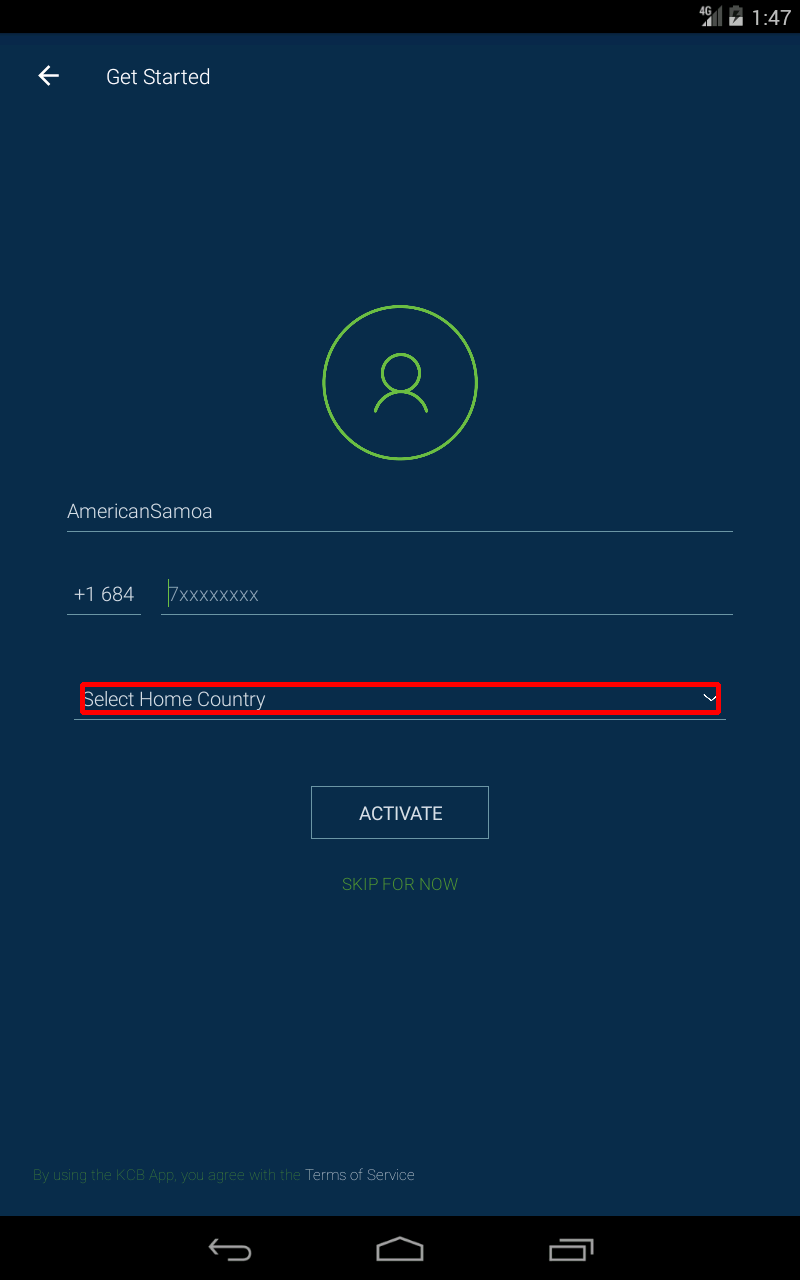 4G 1:47
Get Started
AmericanSamoa
+1 684 7xxxxxxxx
Select Home Country
ACTIVATE
SKIP FOR NOW
By using the KCB App, you agree with the Terms of Service